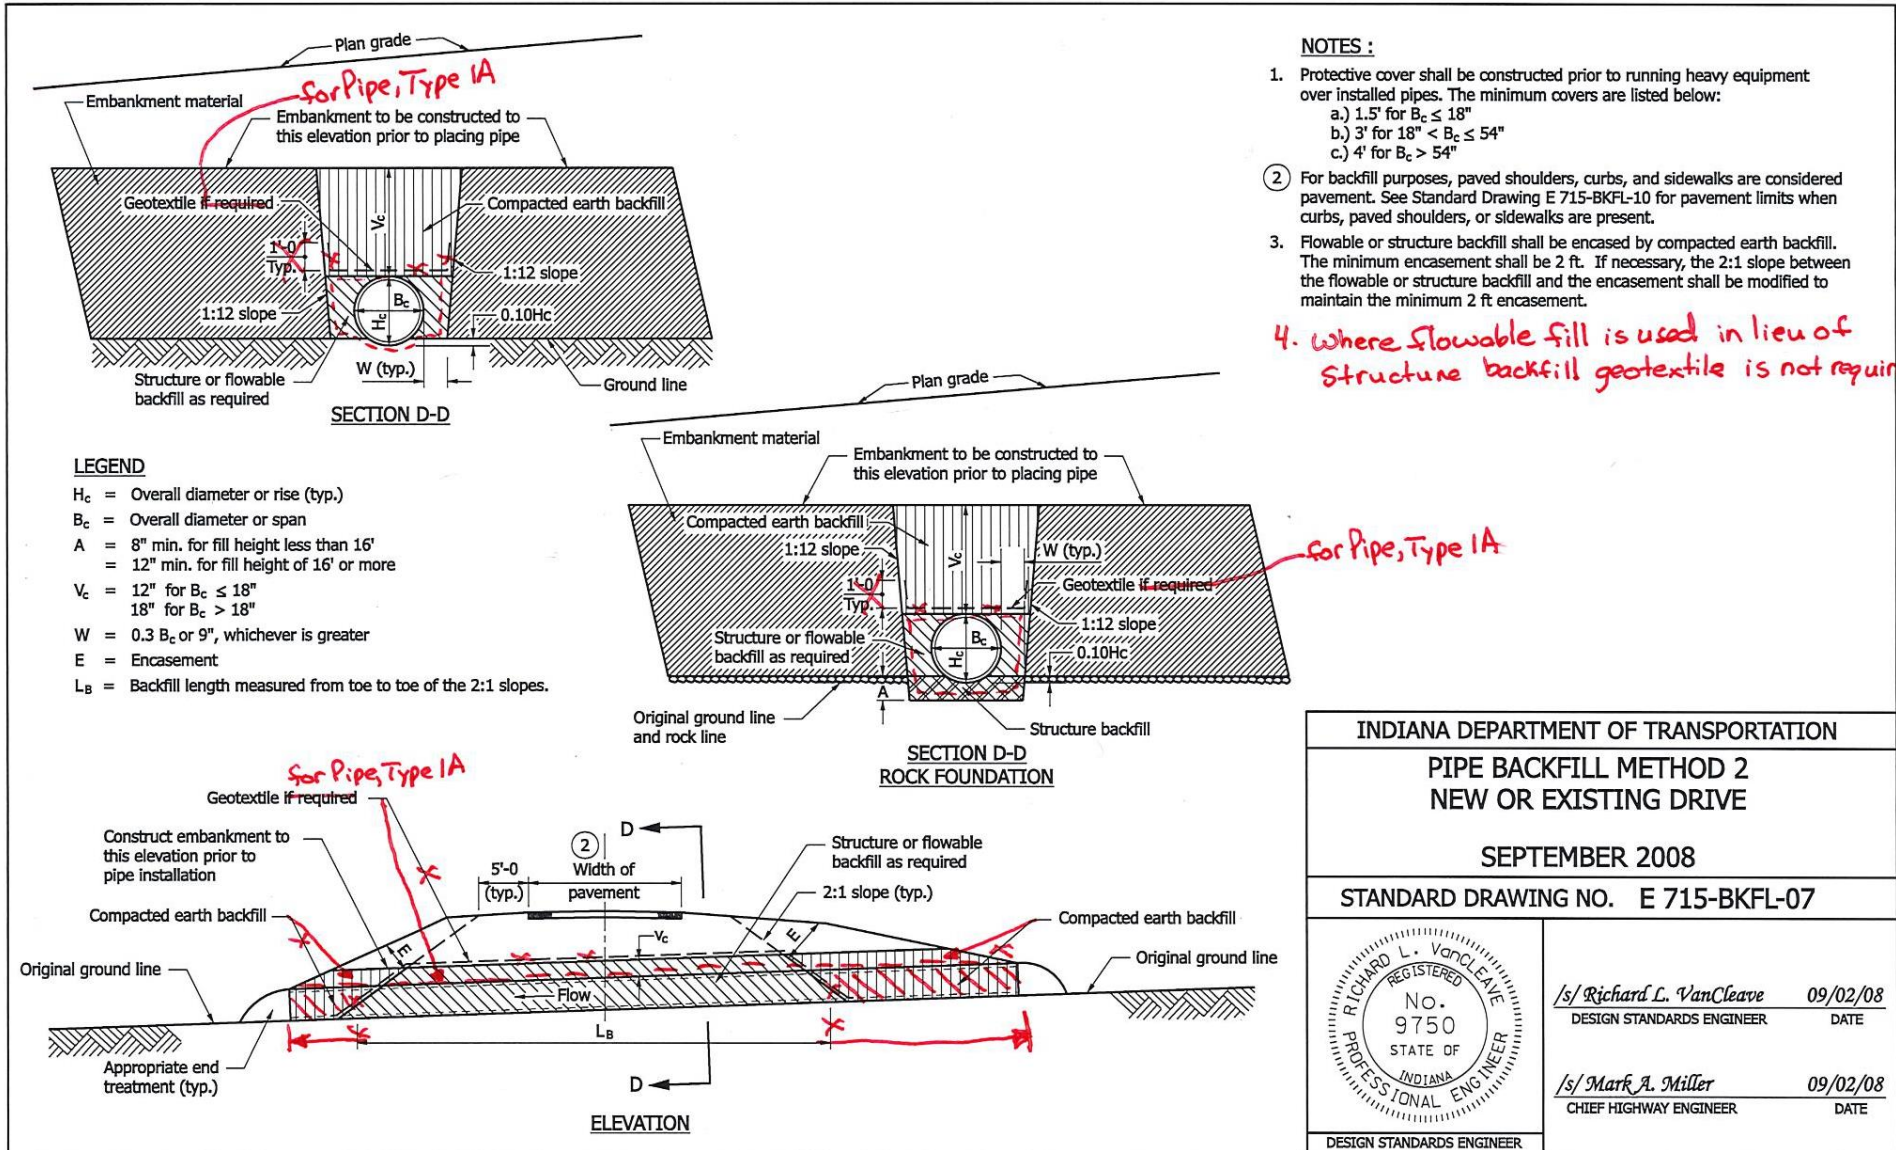 Plan grade
for Pipe, Type 1A
Embankment material
Embankment to be constructed to
this elevation prior to placing pipe
Geotextile if required
Vc
Compacted earth backfill
1'-0
Typ.
1:12 slope
1:12 slope
Bc
Hc
0.10Hc
W (typ.)
Structure or flowable
backfill as required
Ground line
SECTION D-D
NOTES :
1. Protective cover shall be constructed prior to running heavy equipment
over installed pipes. The minimum covers are listed below:
a.) 1.5' for Bc ≤ 18"
b.) 3' for 18" < Bc ≤ 54"
c.) 4' for Bc > 54"
2 For backfill purposes, paved shoulders, curbs, and sidewalks are considered
pavement. See Standard Drawing E 715-BKFL-10 for pavement limits when
curbs, paved shoulders, or sidewalks are present.
3. Flowable or structure backfill shall be encased by compacted earth backfill.
The minimum encasement shall be 2 ft. If necessary, the 2:1 slope between
the flowable or structure backfill and the encasement shall be modified to
maintain the minimum 2 ft encasement.
4. Where flowable fill is used in lieu of
structure backfill geotextile is not requir
LEGEND
Hc = Overall diameter or rise (typ.)
Bc = Overall diameter or span
A = 8" min. for fill height less than 16'
= 12" min. for fill height of 16' or more
Vc = 12" for Bc ≤ 18"
18" for Bc > 18"
W = 0.3 Bc or 9", whichever is greater
E = Encasement
LB = Backfill length measured from toe to toe of the 2:1 slopes.
Plan grade
Embankment material
Embankment to be constructed to
this elevation prior to placing pipe
Compacted earth backfill
1:12 slope
Vc
W (typ.)
for Pipe, Type 1A
1'-0
Typ.
Geotextile if required
1:12 slope
Structure or flowable
backfill as required
Bc
Hc
0.10Hc
A
Original ground line
and rock line
Structure backfill
SECTION D-D
ROCK FOUNDATION
for Pipe, Type 1A
Geotextile if required
Construct embankment to
this elevation prior to
pipe installation
5'-0
(typ.)
2
Width of
pavement
D
Structure or flowable
backfill as required
2:1 slope (typ.)
Compacted earth backfill
Compacted earth backfill
E
Vc
E
Original ground line
Original ground line
Flow
LB
Appropriate end
treatment (typ.)
D
ELEVATION
INDIANA DEPARTMENT OF TRANSPORTATION
PIPE BACKFILL METHOD 2
NEW OR EXISTING DRIVE
SEPTEMBER 2008
STANDARD DRAWING NO. E 715-BKFL-07
RICHARD L. VANCLEAVE
REGISTERED
No.
9750
STATE OF
INDIANA
PROFESSIONAL ENGINEER
DESIGN STANDARDS ENGINEER
/s/ Richard L. VanCleave 09/02/08
DESIGN STANDARDS ENGINEER DATE
/s/ Mark A. Miller 09/02/08
CHIEF HIGHWAY ENGINEER DATE